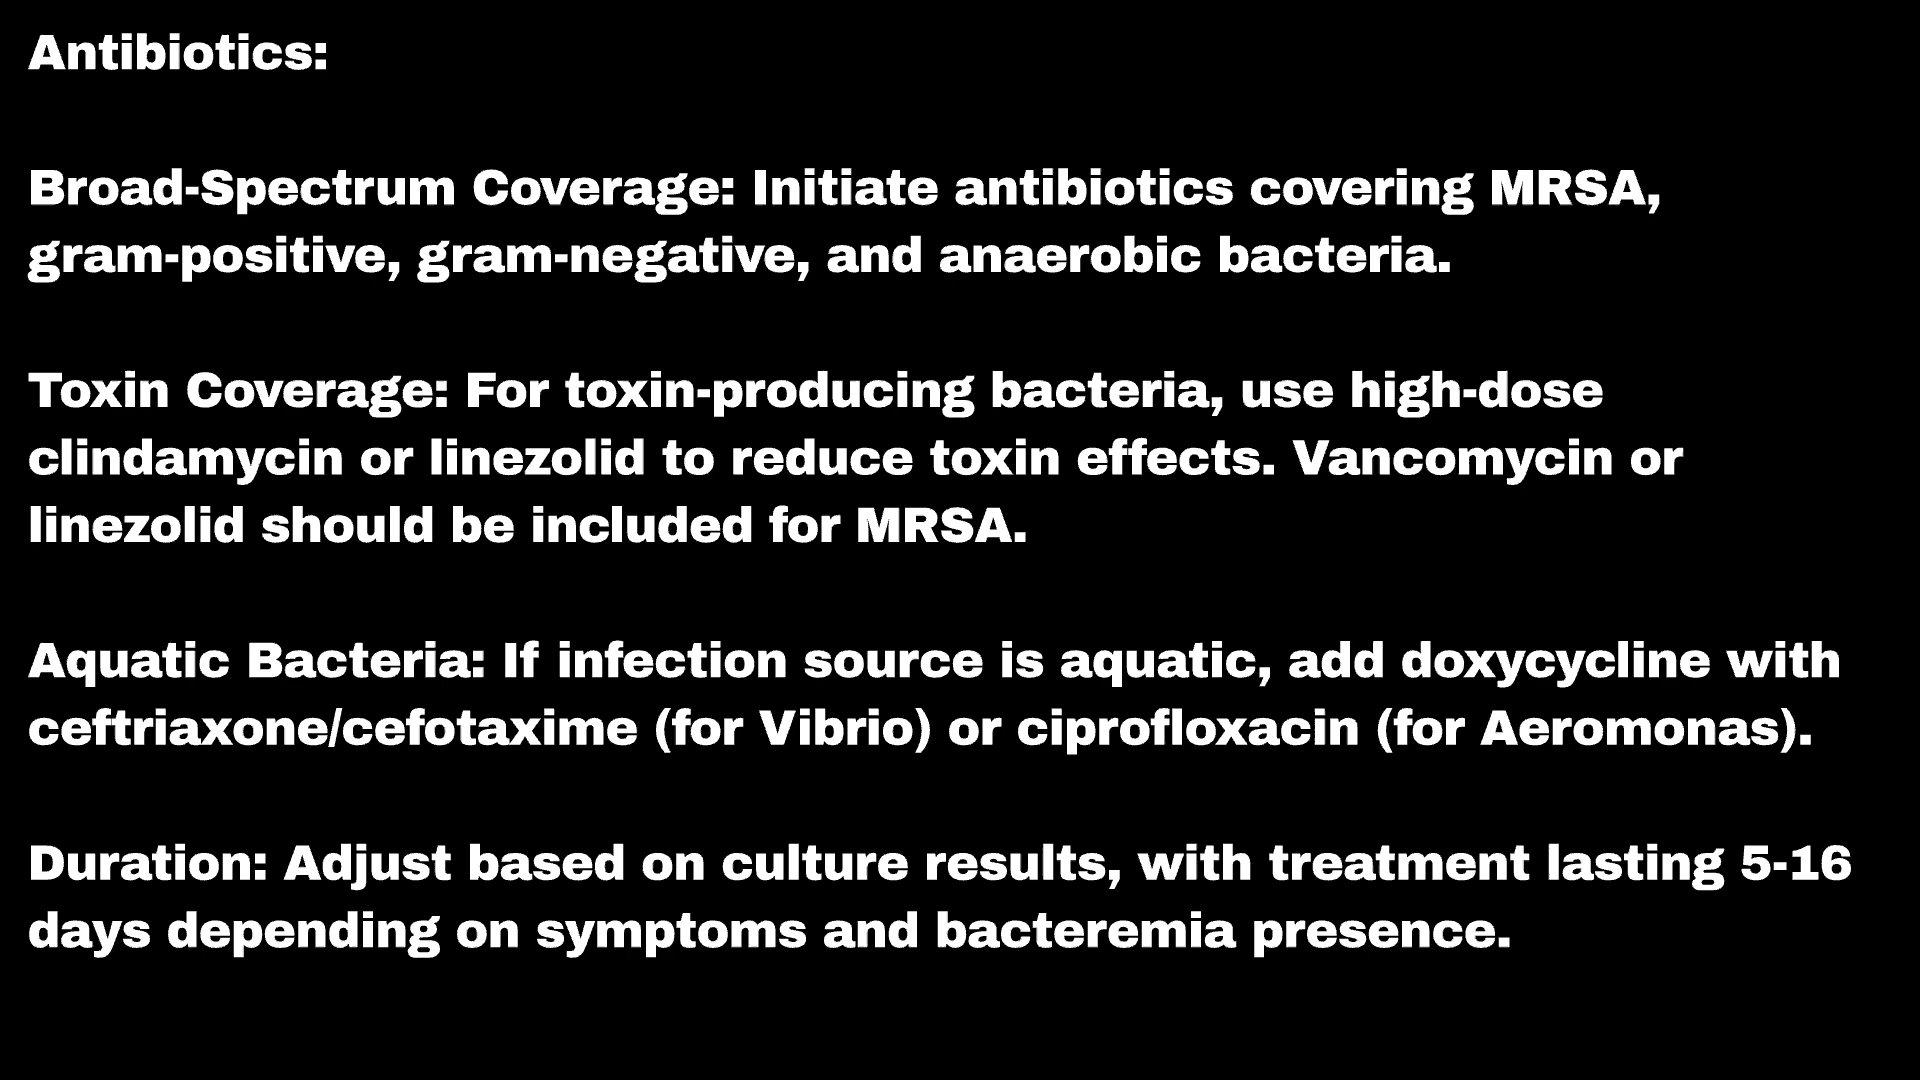 Antibiotics:
Broad-Spectrum Coverage: Initiate antibiotics covering MRSA,
gram-positive, gram-negative, and anaerobic bacteria.
Toxin Coverage: For toxin-producing bacteria, use high-dose
clindamycin or linezolid to reduce toxin effects. Vancomycin or
linezolid should be included for MRSA.
Aquatic Bacteria: If infection source is aquatic, add doxycycline with
ceftriaxone/cefotaxime (for Vibrio) or ciprofloxacin (for Aeromonas).
Duration: Adjust based on culture results, with treatment lasting 5-16
days depending on symptoms and bacteremia presence.